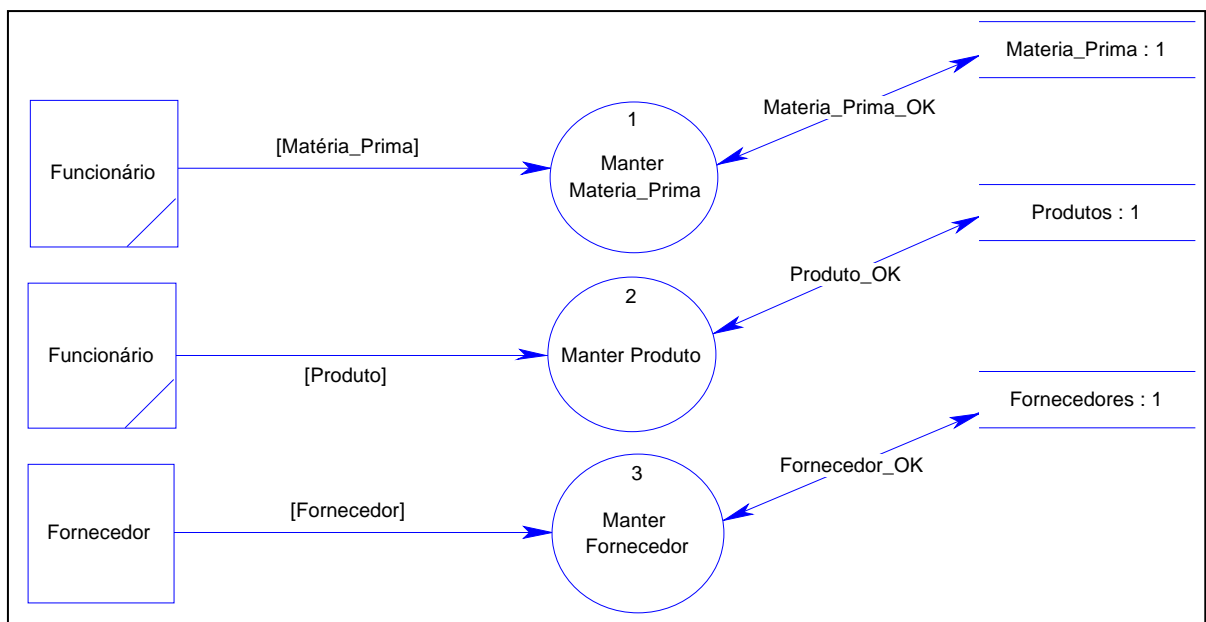 Materia_Prima : 1
Materia_Prima_OK
[Matéria_Prima]
1
Funcionário
Manter
Materia_Prima
Produtos : 1
Produto_OK
2
Funcionário
Manter Produto
[Produto]
Fornecedores : 1
Fornecedor_OK
3
[Fornecedor]
Fornecedor
Manter
Fornecedor